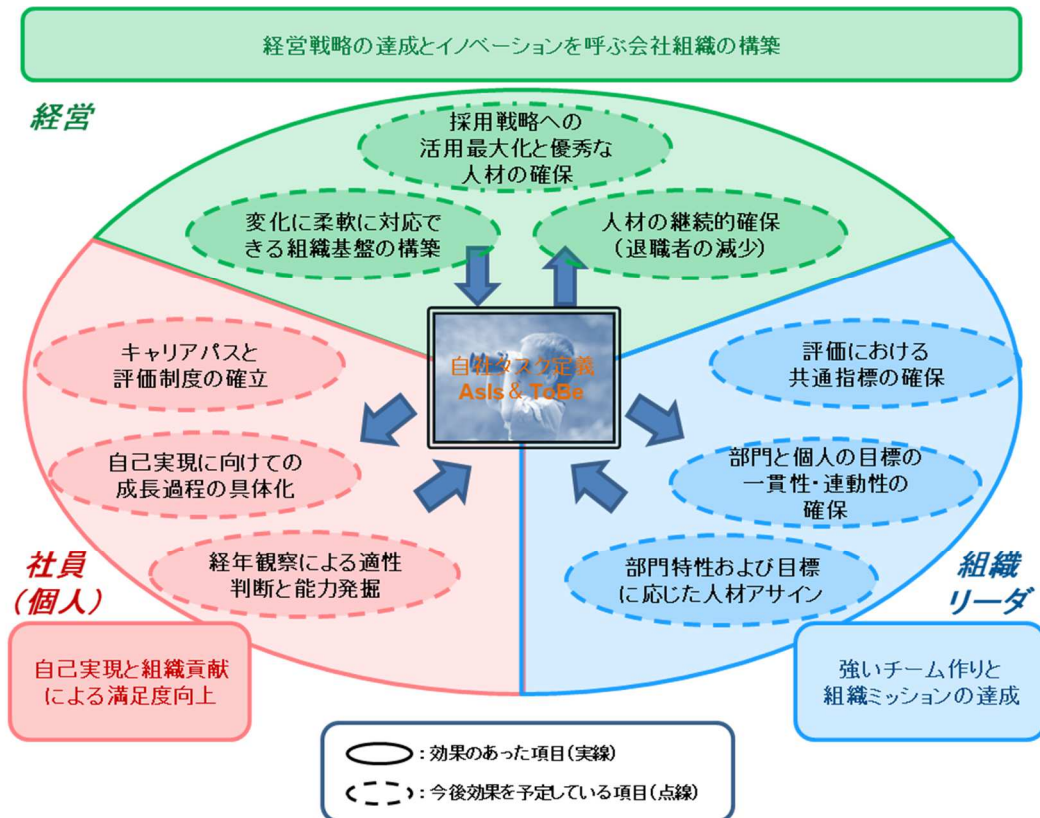 経営戦略の達成とイノベーションを呼ぶ会社組織の構築
経営
採用戦略への
活用最大化と優秀な
人材の確保
変化に柔軟に対応で
きる組織基盤の構築
人材の継続的確保
（退職者の減少）
自社タスク定義
AsIs & ToBe
キャリアパスと
評価制度の確立
自己実現に向けての
成長過程の具体化
経年観察による適性
判断と能力発掘
評価における
共通指標の確保
部門と個人の目標の
一貫性・連動性の
確保
部門特性および目標
に応じた人材アサイン
社員
（個人）
自己実現と組織貢献
による満足度向上
組織
リーダ
強いチーム作りと
組織ミッションの達成
：効果のあった項目（実線）
：今後効果を予定している項目（点線）